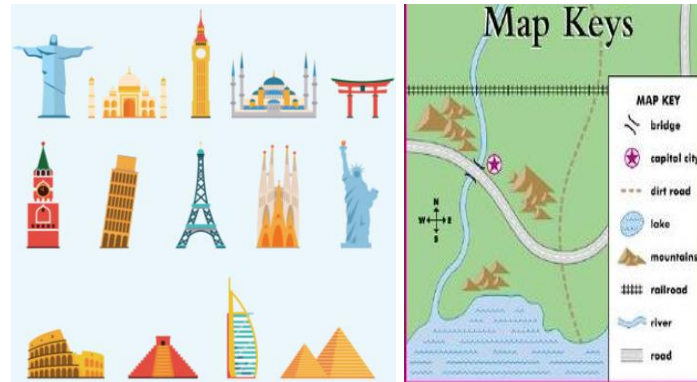 Map Keys
MAP KEY
bridge
capital city
dirt road
lake
mountains
railroad
river
road
N
W E
S